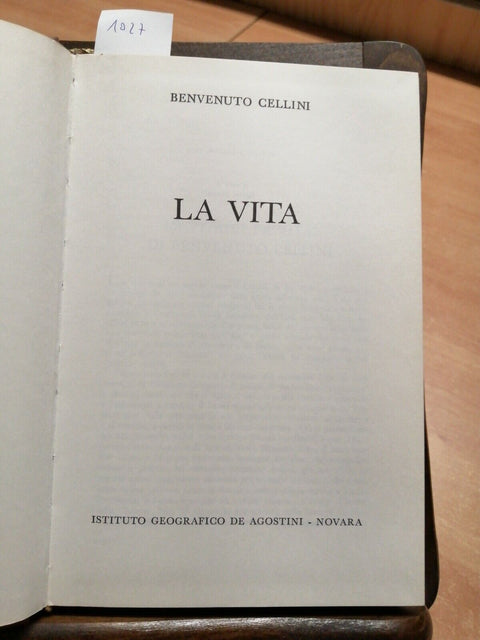 1027
BENVENUTO CELLINI
LA VITA
ISTITUTO GEOGRAFICO DE AGOSTINI - NOVARA